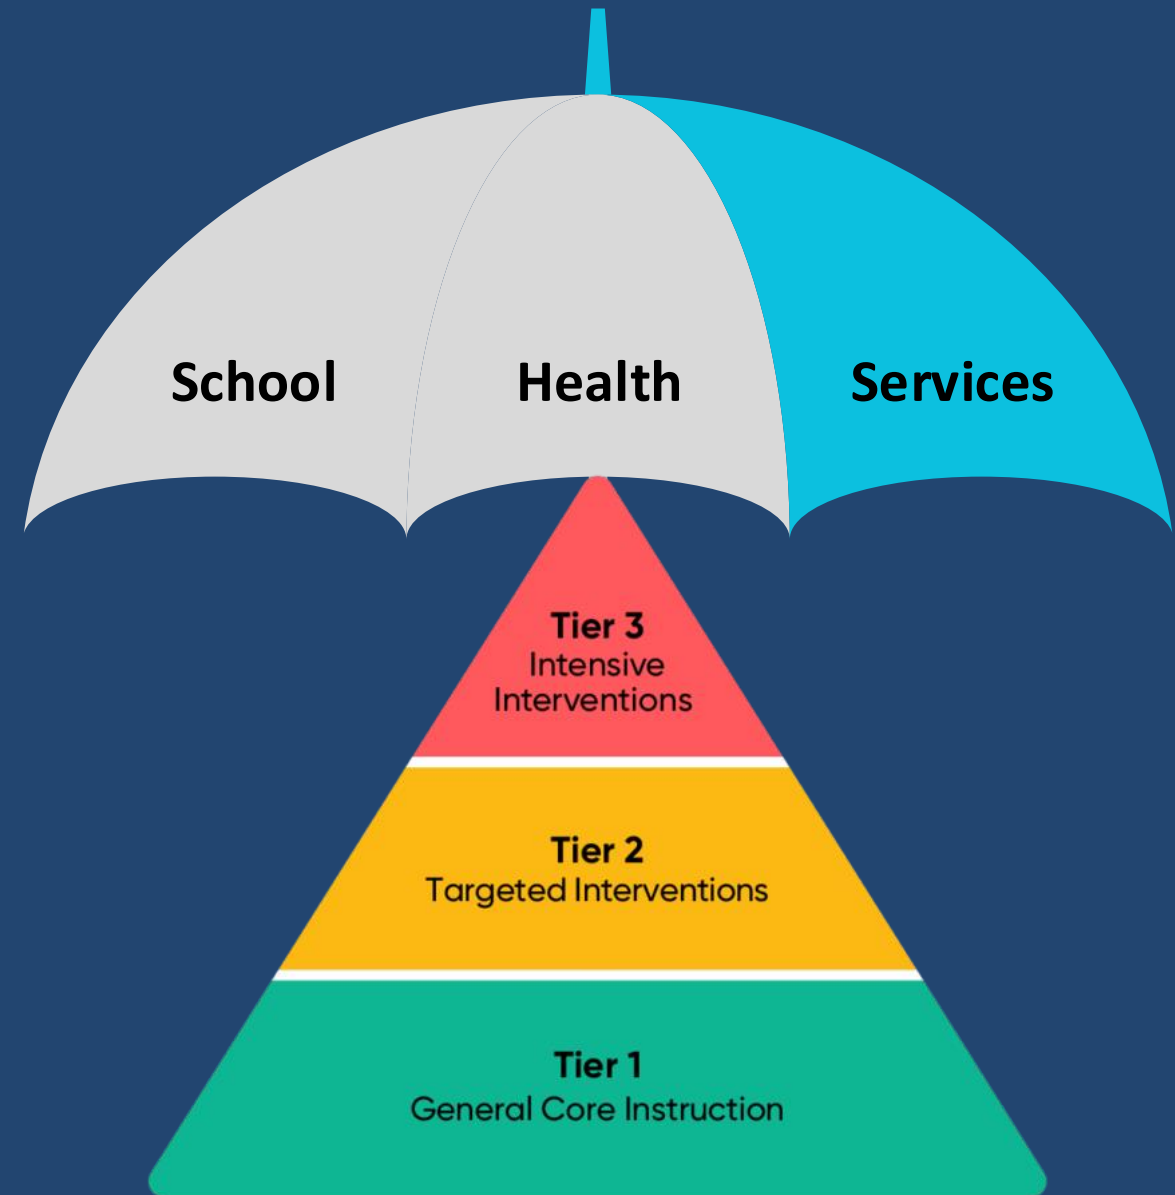 School Health Services
Tier 3
Intensive
Interventions
Tier 2
Targeted Interventions
Tier 1
General Core Instruction